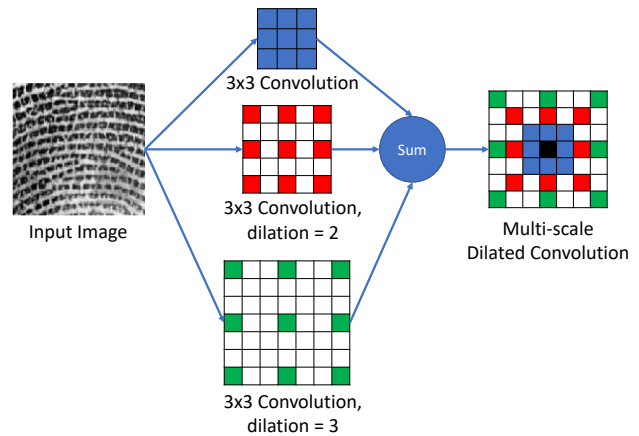 3x3 Convolution
3x3 Convolution,
dilation = 2
Sum
Input Image
Multi-scale
Dilated Convolution
3x3 Convolution,
dilation = 3